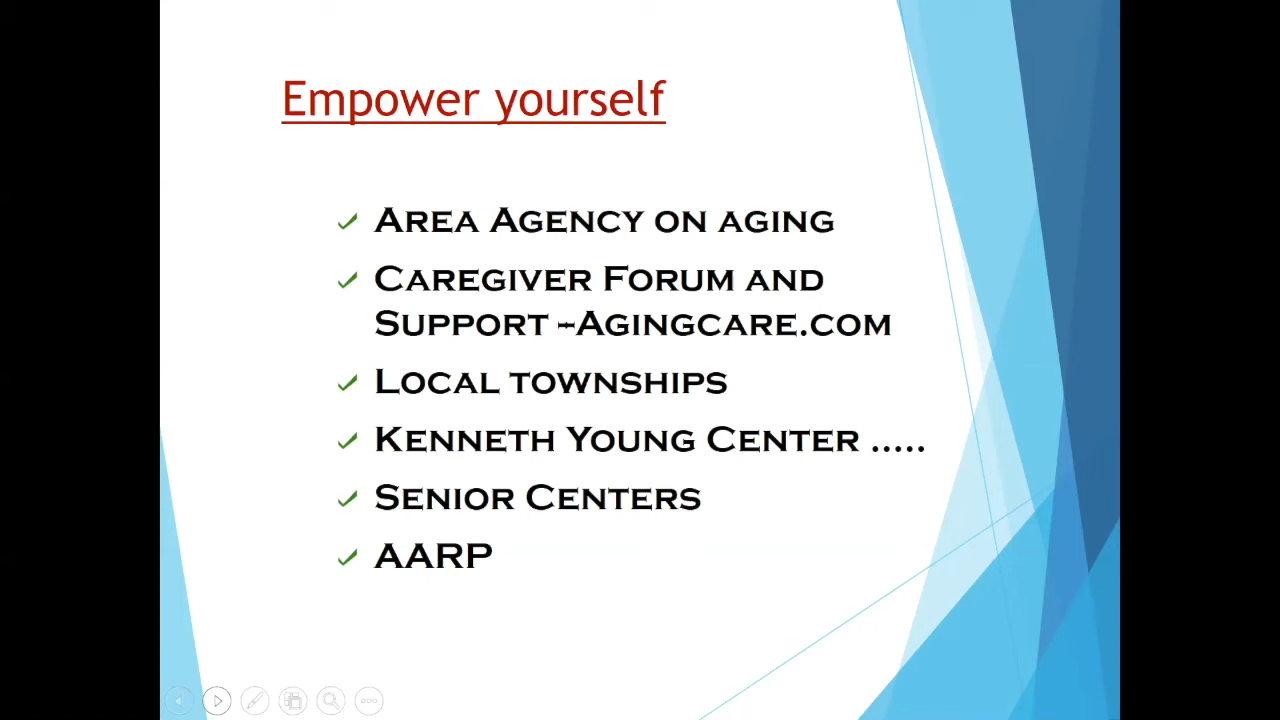 Empower yourself
Area Agency on aging
Caregiver Forum and
Support –Agingcare.com
Local townships
Kenneth Young Center .....
Senior Centers
AARP